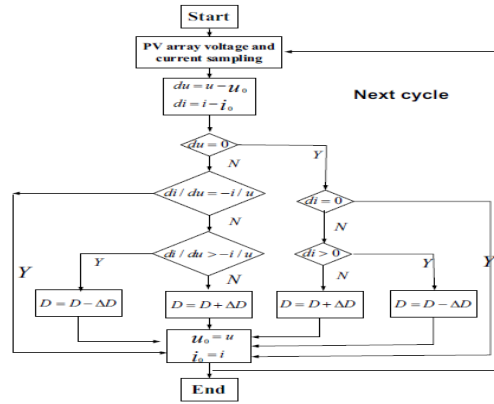 Start
PV array voltage and
current sampling
du = u − u₀
di = i − i₀
Next cycle
du = 0
Y
N
di / du = −i / u
di = 0
N
N
Y
di / du > −i / u
di > 0
Y
Y
Y
N
N
D = D − ΔD
D = D + ΔD
D = D + ΔD
D = D − ΔD
u₀ = u
i₀ = i
End